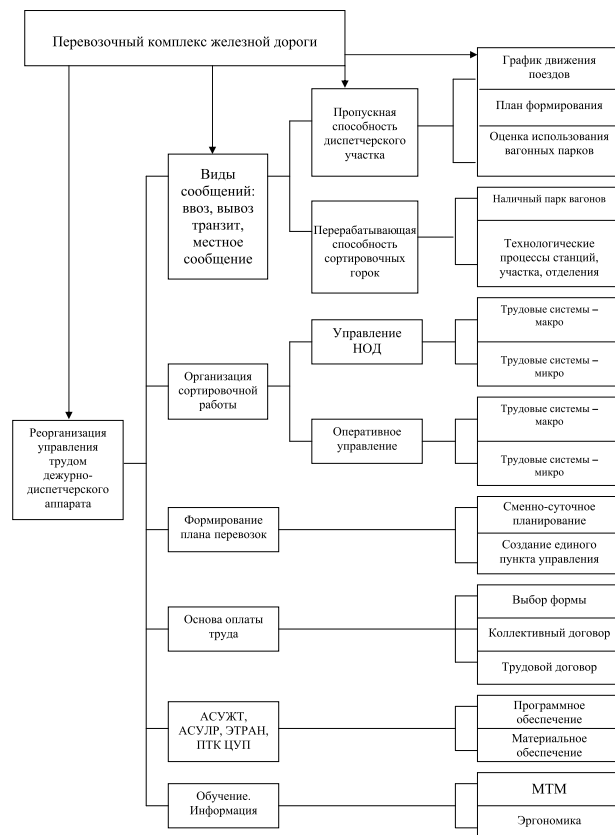 Перевозочный комплекс железной дороги
График движения
поездов
План формирования
Оценка использования
вагонных парков
Пропускная
способность
диспетчерского
участка
Виды
сообщений:
ввоз, вывоз
транзит,
местное
сообщение
Перерабатывающая
способность
сортировочных
горок
Наличный парк вагонов
Технологические
процессы станций,
участка, отделения
Управление
НОД
Трудовые системы –
макро
Трудовые системы –
микро
Организация
сортировочной
работы
Оперативное
управление
Трудовые системы –
макро
Трудовые системы –
микро
Реорганизация
управления
трудом
дежурно-
диспетчерского
аппарата
Формирование
плана перевозок
Сменно-суточное
планирование
Создание единого
пункта управления
Основа оплаты
труда
Выбор формы
Коллективный договор
Трудовой договор
АСУЖТ,
АСУЛР, ЭТРАН,
ПТК ЦУП
Программное
обеспечение
Материальное
обеспечение
Обучение.
Информация
МТМ
Эргономика